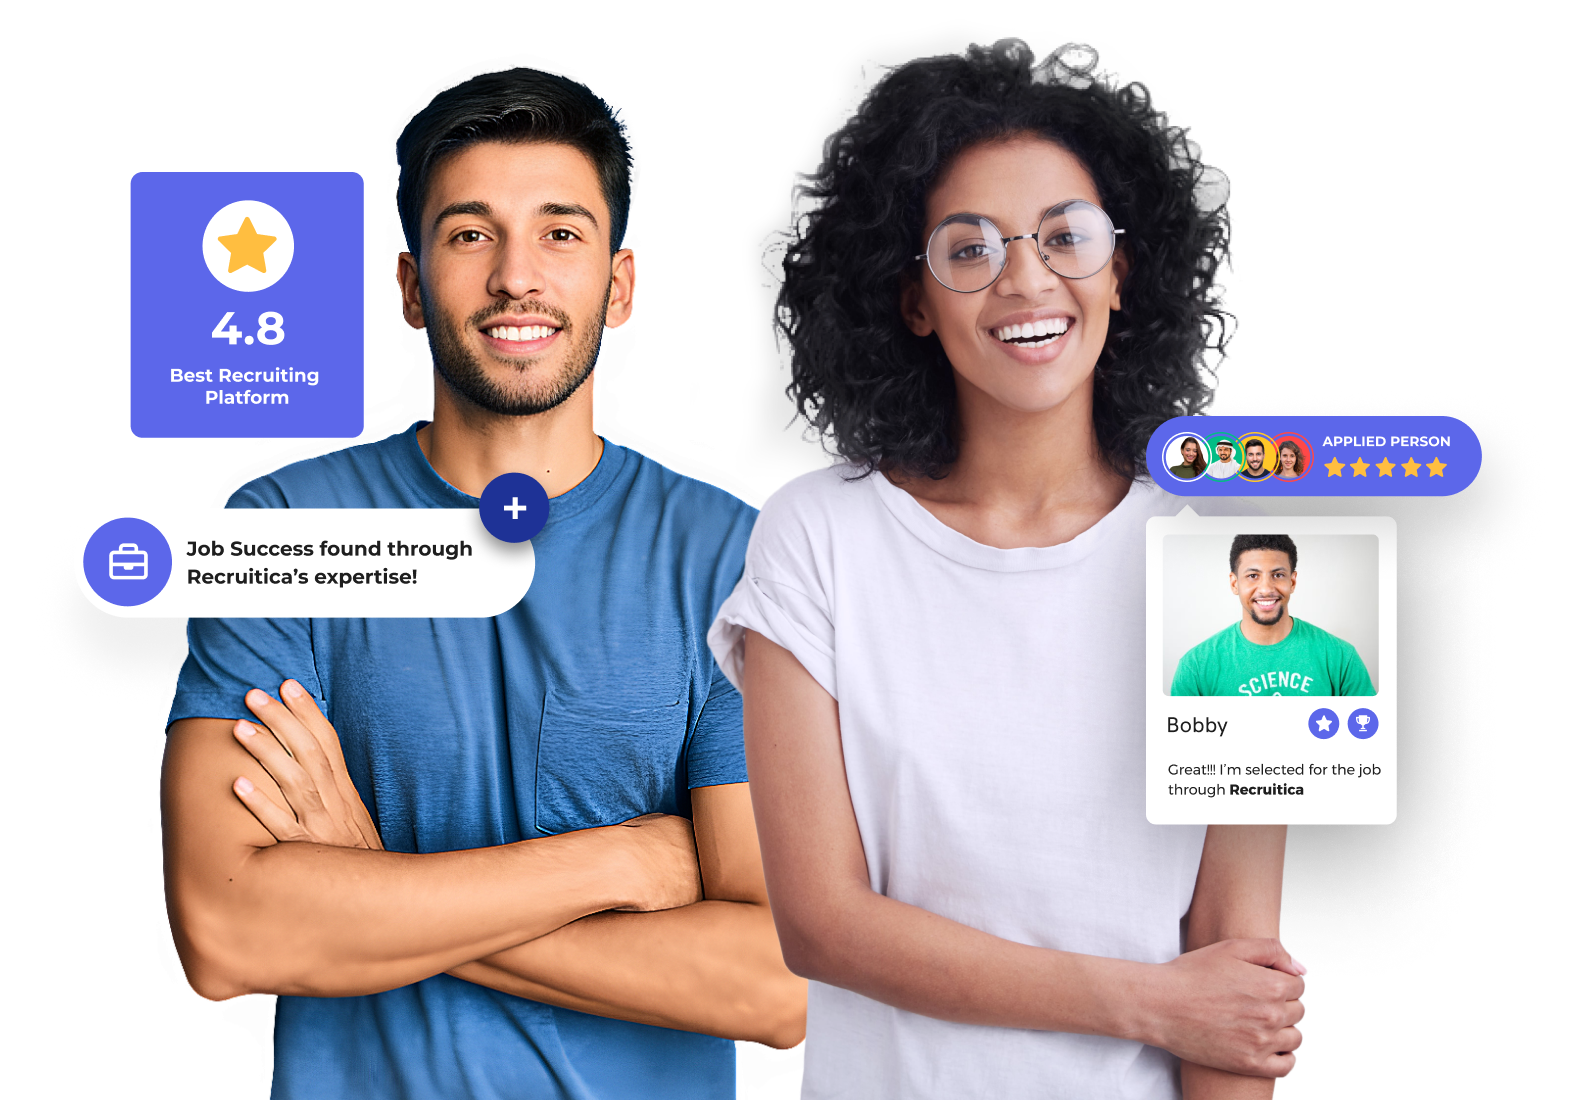 4.8
Best Recruiting
Platform
Job Success found through
Recruitica’s expertise!
+
APPLIED PERSON
SCIENCE
Bobby
Great!!! I’m selected for the job
through Recruitica